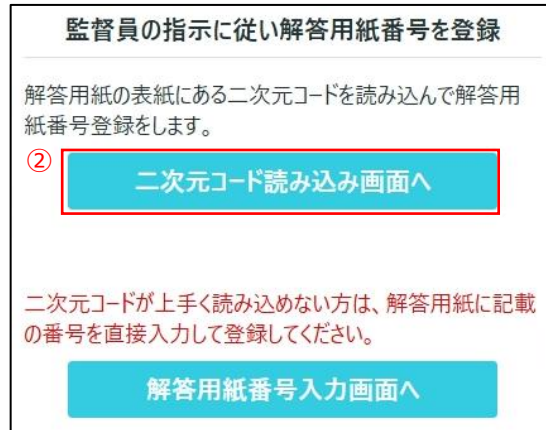 監督員の指示に従い解答用紙番号を登録
解答用紙の表紙にある二次元コードを読み込んで解答用
紙番号登録をします。
②
二次元コード読み込み画面へ
二次元コードが上手く読み込めない方は、解答用紙に記載
の番号を直接入力して登録してください。
解答用紙番号入力画面へ